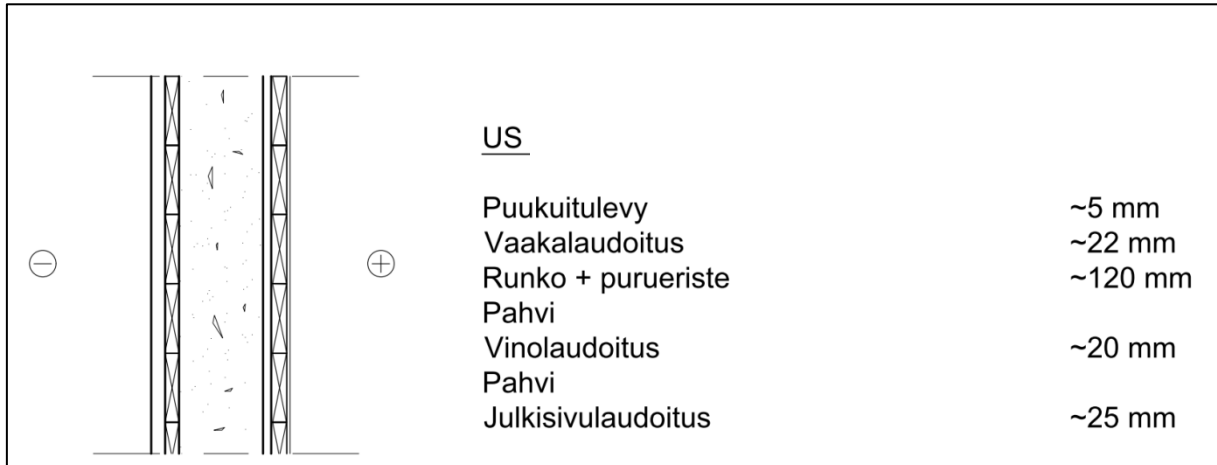 US
Puukuitulevy ~5 mm
Vaakalaudoitus ~22 mm
Runko + purueriste ~120 mm
Pahvi
Vinolaudoitus ~20 mm
Pahvi
Julkisivulaudoitus ~25 mm